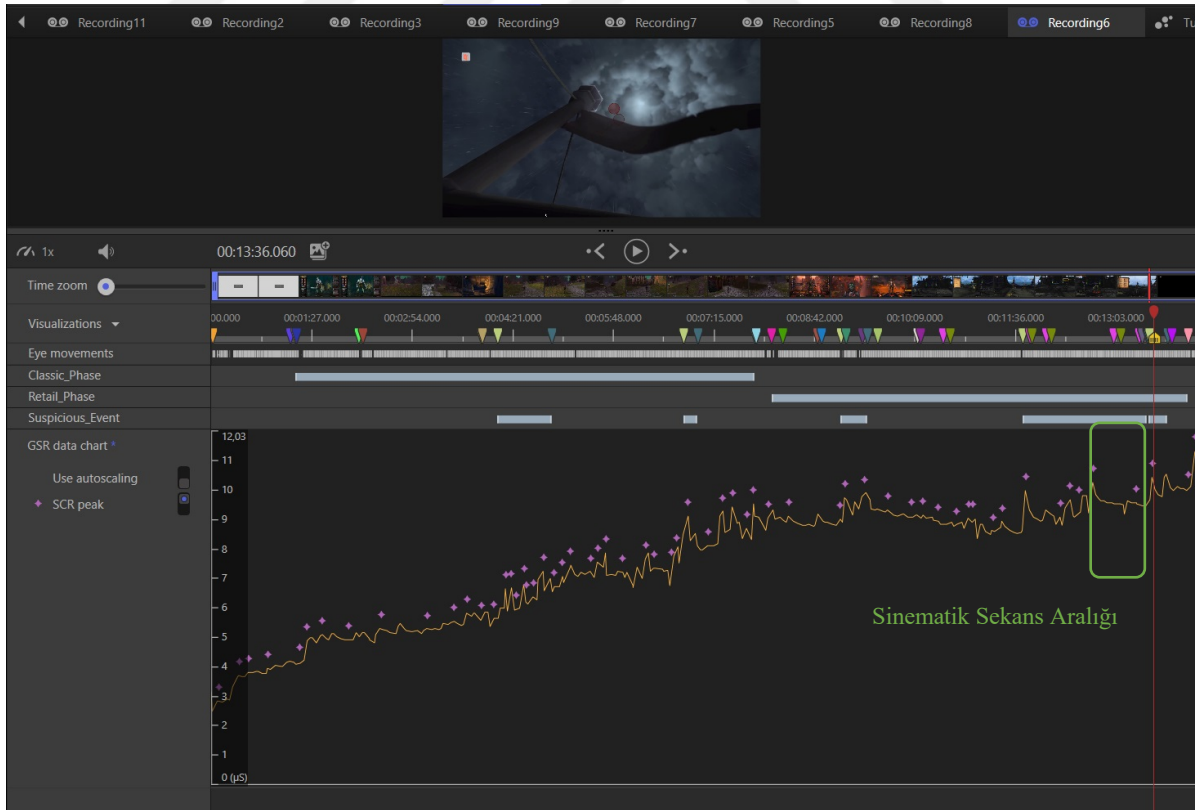 Recording11 Recording2 Recording3 Recording9 Recording7 Recording5 Recording8 Recording6 Tu
1x 00:13:36.060
Time zoom
Visualizations 00.000 00:01:27.000 00:02:54.000 00:04:21.000 00:05:48.000 00:07:15.000 00:08:42.000 00:10:09.000 00:11:36.000 00:13:03.000
Eye movements
Classic_Phase
Retail_Phase
Suspicious_Event
GSR data chart
Use autoscaling
SCR peak
12,03
11
10
9
8
7
6
5
4
3
2
1
0 (µS)
Sinematik Sekans Aralığı